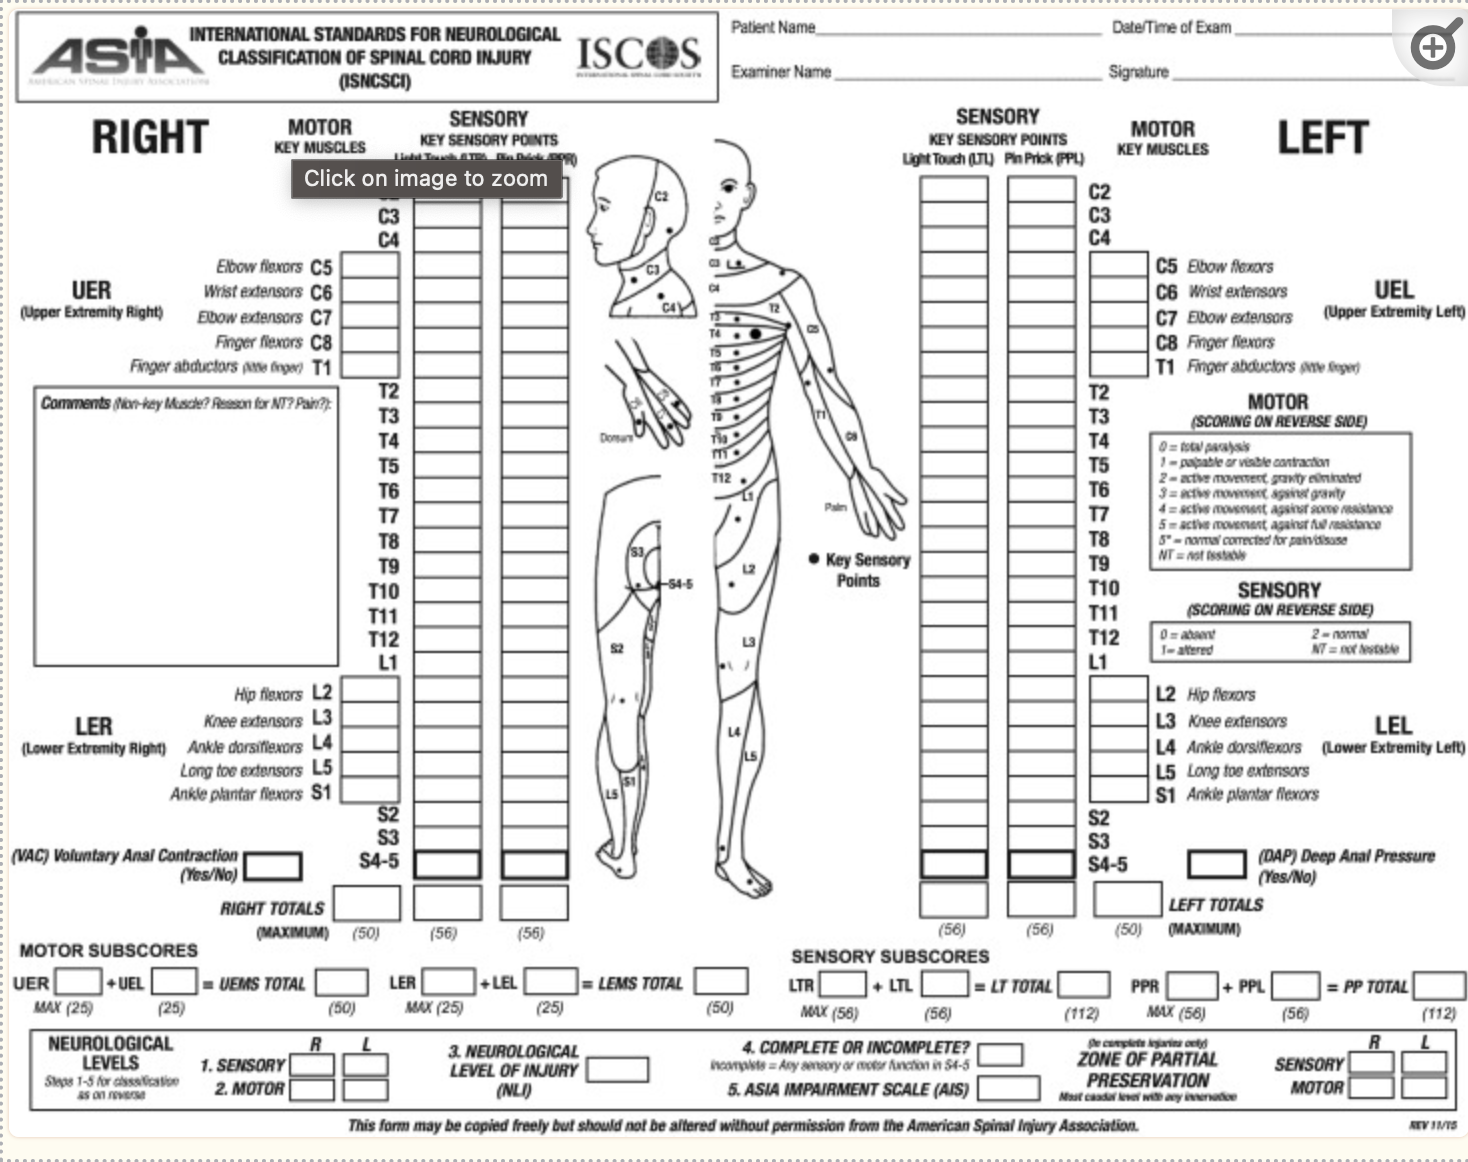 ASIA
AMERICAN SPINAL INJURY ASSOCIATION
INTERNATIONAL STANDARDS FOR NEUROLOGICAL
CLASSIFICATION OF SPINAL CORD INJURY
(ISNCSCI)
ISCOS
INTERNATIONAL SPINAL CORD SOCIETY
Patient Name
Date/Time of Exam
Examiner Name
Signature
RIGHT
MOTOR
KEY MUSCLES
SENSORY
KEY SENSORY POINTS
Light Touch (LTR) Pin Prick (PPR)
Click on image to zoom
C3
C4
Elbow flexors C5
Wrist extensors C6
Elbow extensors C7
Finger flexors C8
Finger abductors (little finger) T1
UER
(Upper Extremity Right)
Comments (Non-key Muscle? Reason for NT? Pain?):
T2
T3
T4
T5
T6
T7
T8
T9
T10
T11
T12
L1
LER
(Lower Extremity Right)
Hip flexors L2
Knee extensors L3
Ankle dorsiflexors L4
Long toe extensors L5
Ankle plantar flexors S1
S2
S3
S4-5
(VAC) Voluntary Anal Contraction
(Yes/No)
RIGHT TOTALS
(MAXIMUM) (50) (56) (56)
C2
C3
C4
Dorsum
S3
S4-5
S2
L5
S1
C3
C4
T2
C5
T4
T5
T7
T9
T10
T11
T12
T1
C6
L1
Palm
L2
L3
L4
L5
Key Sensory
Points
SENSORY
KEY SENSORY POINTS
Light Touch (LTL) Pin Prick (PPL)
MOTOR
KEY MUSCLES
LEFT
C2
C3
C4
C5 Elbow flexors
C6 Wrist extensors
C7 Elbow extensors
C8 Finger flexors
T1 Finger abductors (little finger)
UEL
(Upper Extremity Left)
T2
T3
T4
T5
T6
T7
T8
T9
T10
T11
T12
L1
MOTOR
(SCORING ON REVERSE SIDE)
0 = total paralysis
1 = palpable or visible contraction
2 = active movement, gravity eliminated
3 = active movement, against gravity
4 = active movement, against some resistance
5 = active movement, against full resistance
5* = normal corrected for pain/disuse
NT = not testable
SENSORY
(SCORING ON REVERSE SIDE)
0 = absent 2 = normal
1= altered NT = not testable
L2 Hip flexors
L3 Knee extensors
L4 Ankle dorsiflexors
L5 Long toe extensors
S1 Ankle plantar flexors
LEL
(Lower Extremity Left)
S2
S3
S4-5
(DAP) Deep Anal Pressure
(Yes/No)
LEFT TOTALS
(56) (56) (50) (MAXIMUM)
MOTOR SUBSCORES
UER + UEL = UEMS TOTAL
MAX (25) (25) (50)
LER + LEL = LEMS TOTAL
MAX (25) (25) (50)
SENSORY SUBSCORES
LTR + LTL = LT TOTAL
MAX (56) (56) (112)
PPR + PPL = PP TOTAL
MAX (56) (56) (112)
NEUROLOGICAL
LEVELS
Steps 1-5 for classification
as on reverse
R L
1. SENSORY
2. MOTOR
3. NEUROLOGICAL
LEVEL OF INJURY
(NLI)
4. COMPLETE OR INCOMPLETE?
Incomplete = Any sensory or motor function in S4-5
5. ASIA IMPAIRMENT SCALE (AIS)
(In complete injuries only)
ZONE OF PARTIAL
PRESERVATION
Most caudal level with any innervation
R L
SENSORY
MOTOR
This form may be copied freely but should not be altered without permission from the American Spinal Injury Association.
REV 11/15